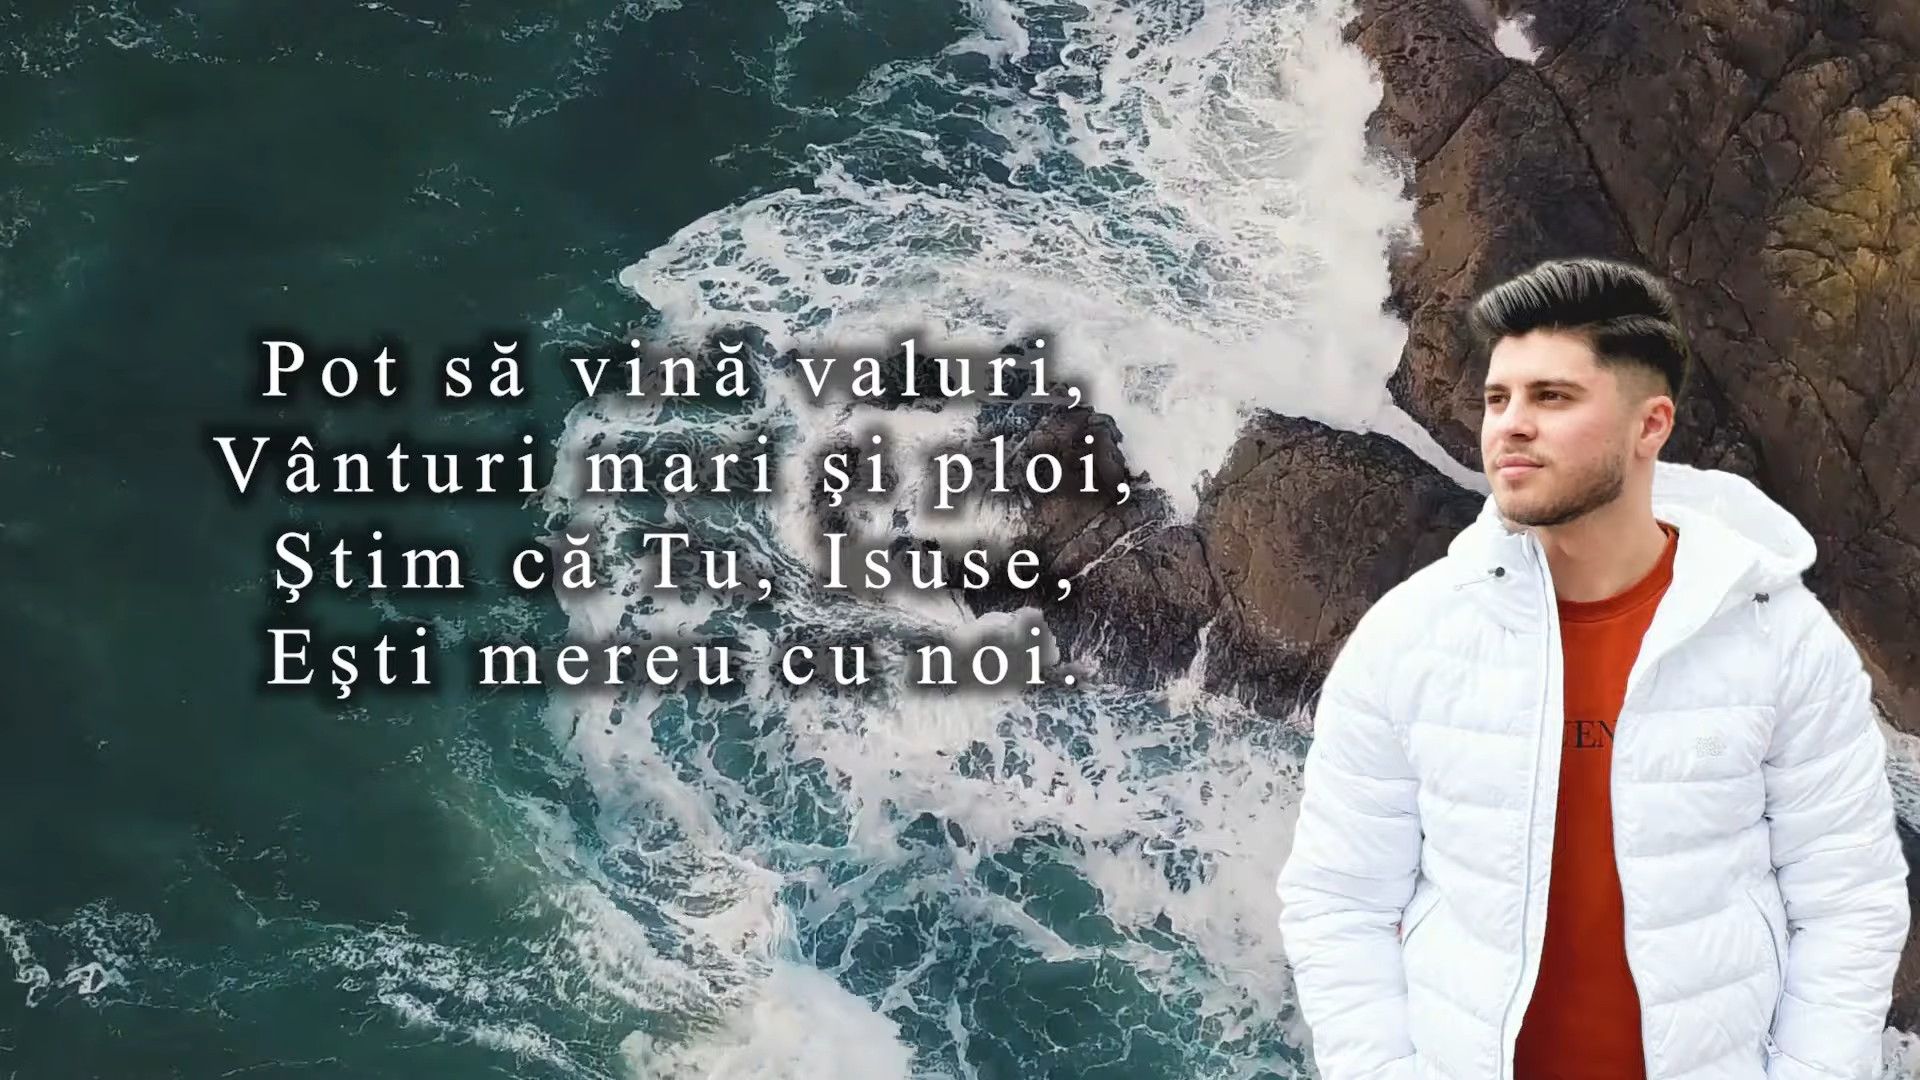 Pot să vină valuri,
Vânturi mari şi ploi,
Ştim că Tu, Isuse,
Eşti mereu cu noi.